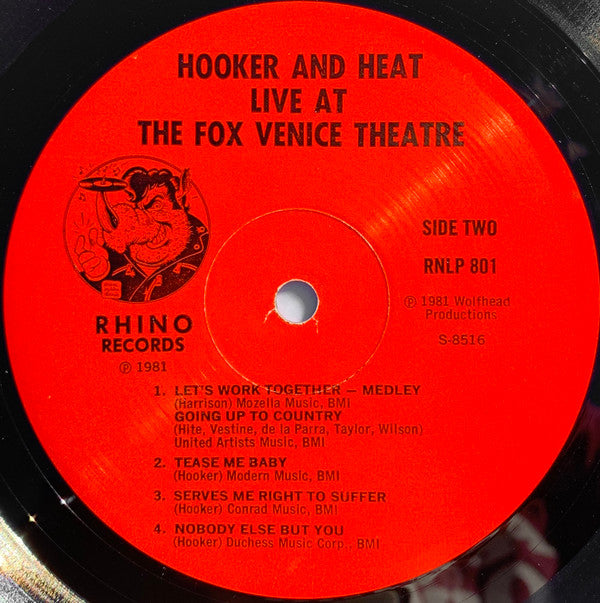 HOOKER AND HEAT
LIVE AT
THE FOX VENICE THEATRE
SIDE TWO
RNLP 801
RHINO
RECORDS
℗ 1981
℗ 1981 Wolfhead
Productions
S-8516
1. LET'S WORK TOGETHER — MEDLEY
(Harrison) Mozella Music, BMI
GOING UP TO COUNTRY
(Hite, Vestine, de la Parra, Taylor, Wilson)
United Artists Music, BMI
2. TEASE ME BABY
(Hooker) Modern Music, BMI
3. SERVES ME RIGHT TO SUFFER
(Hooker) Conrad Music, BMI
4. NOBODY ELSE BUT YOU
(Hooker) Duchess Music Corp., BMI